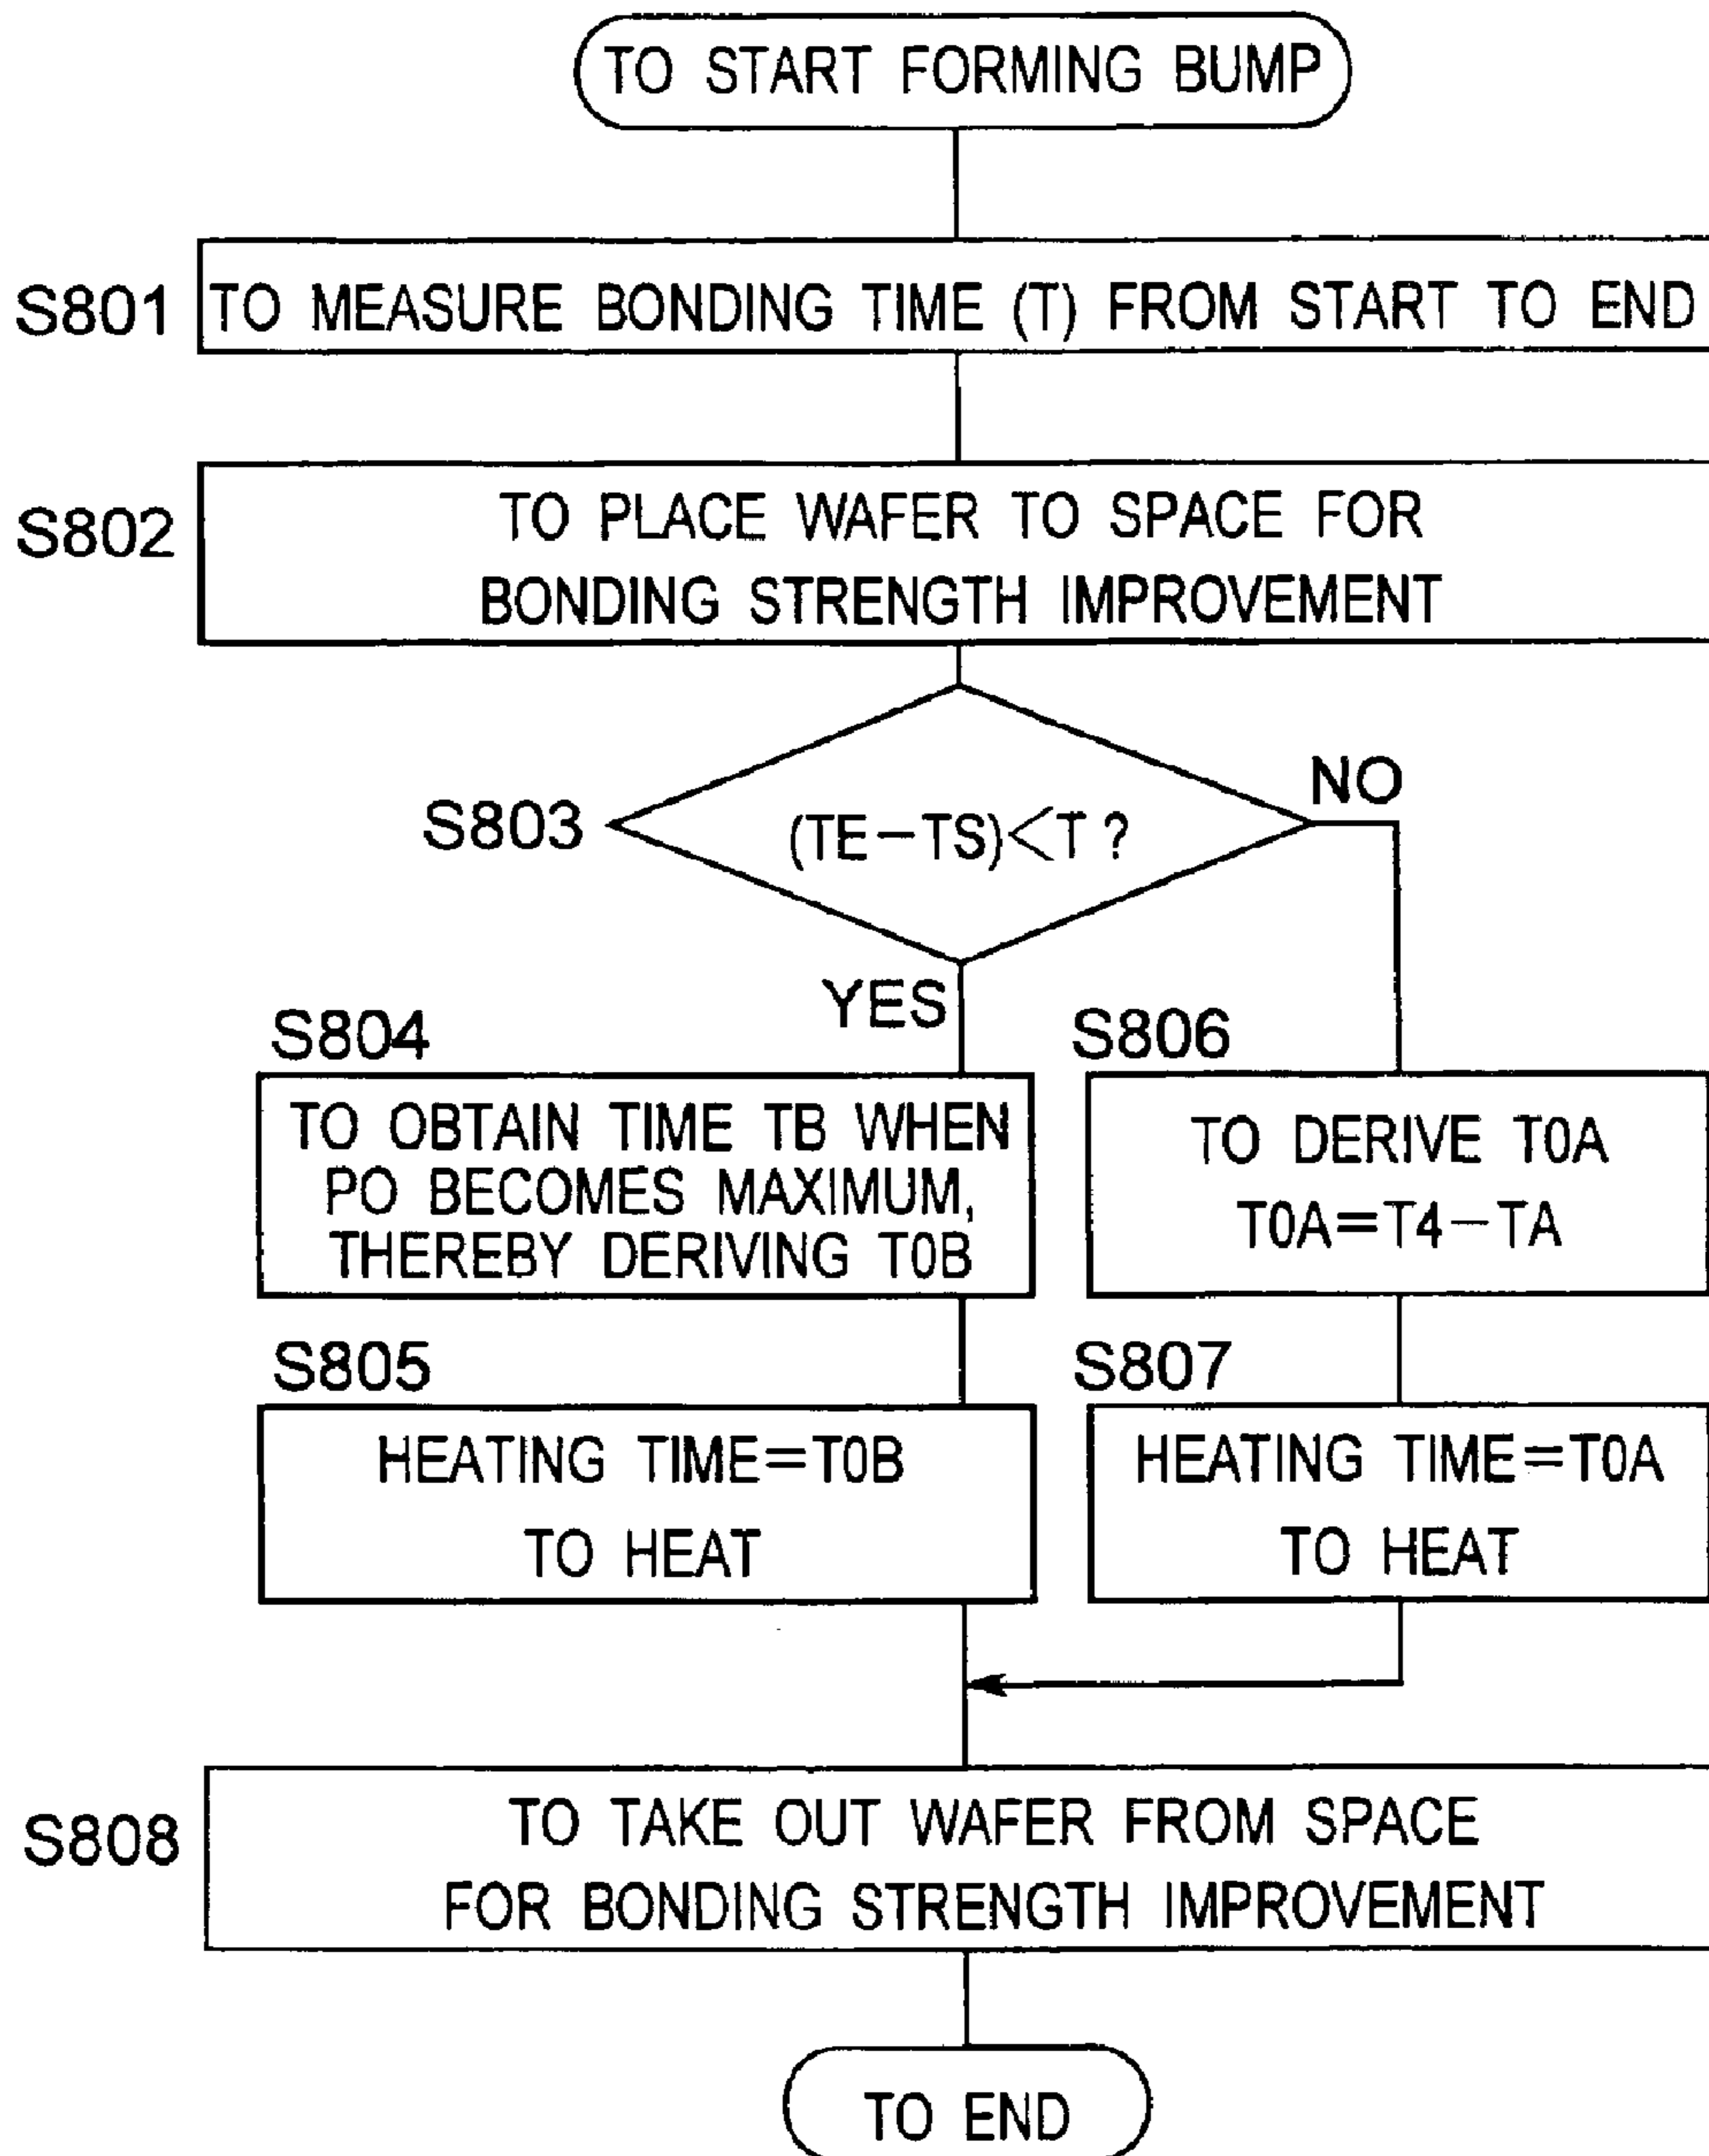 TO START FORMING BUMP
S801
TO MEASURE BONDING TIME (T) FROM START TO END
S802
TO PLACE WAFER TO SPACE FOR
BONDING STRENGTH IMPROVEMENT
S803
(TE−TS)<T ?
NO
YES
S804
TO OBTAIN TIME TB WHEN
PO BECOMES MAXIMUM,
THEREBY DERIVING T0B
S806
TO DERIVE T0A
T0A=T4−TA
S805
HEATING TIME=T0B
TO HEAT
S807
HEATING TIME=T0A
TO HEAT
S808
TO TAKE OUT WAFER FROM SPACE
FOR BONDING STRENGTH IMPROVEMENT
TO END